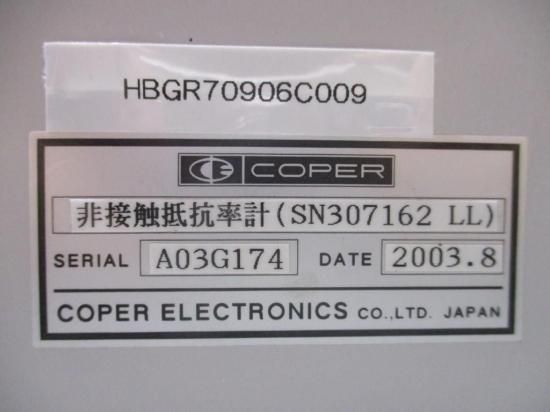 HBGR70906C009
COPER
非接触抵抗率計(SN307162 LL)
SERIAL A03G174 DATE 2003.8
COPER ELECTRONICS CO.,LTD. JAPAN